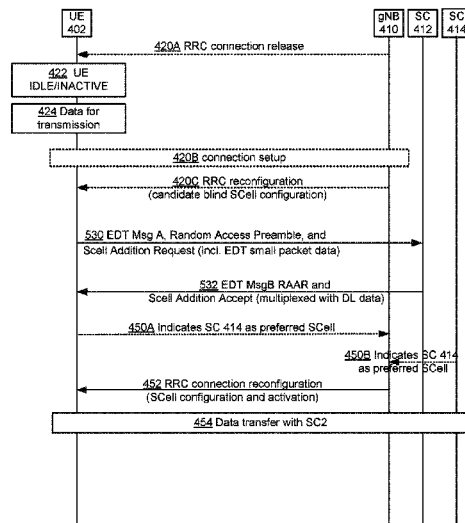 UE
402
gNB
410
SC
412
SC
414
420A RRC connection release
422 UE
IDLE/INACTIVE
424 Data for
transmission
420B connection setup
420C RRC reconfiguration
(candidate blind SCell configuration)
530 EDT Msg A, Random Access Preamble, and
Scell Addition Request (incl. EDT small packet data)
532 EDT MsgB RAAR and
Scell Addition Accept (multiplexed with DL data)
450A Indicates SC 414 as preferred SCell
450B Indicates SC 414
as preferred SCell
452 RRC connection reconfiguration
(SCell configuration and activation)
454 Data transfer with SC2